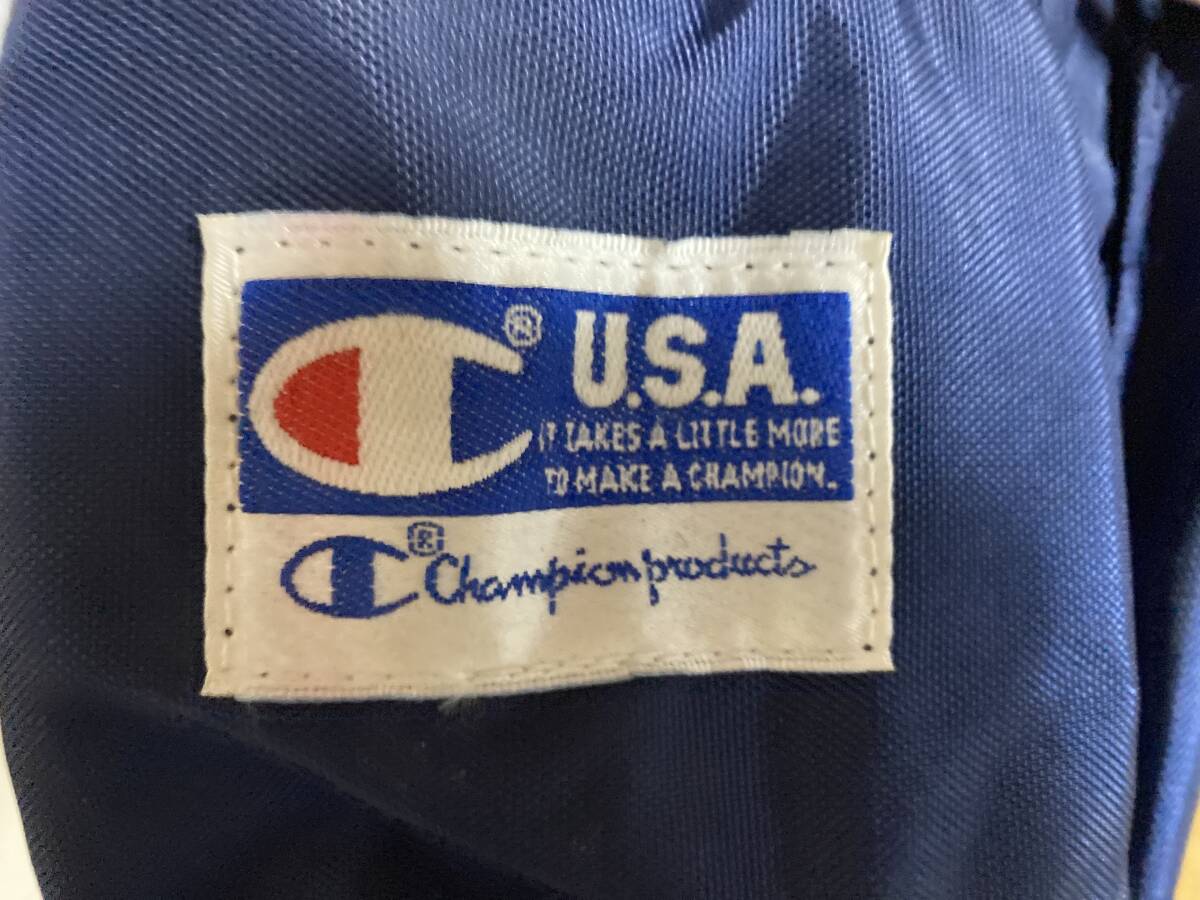 C® U.S.A.
IT TAKES A LITTLE MORE
TO MAKE A CHAMPION.
C® Champion products